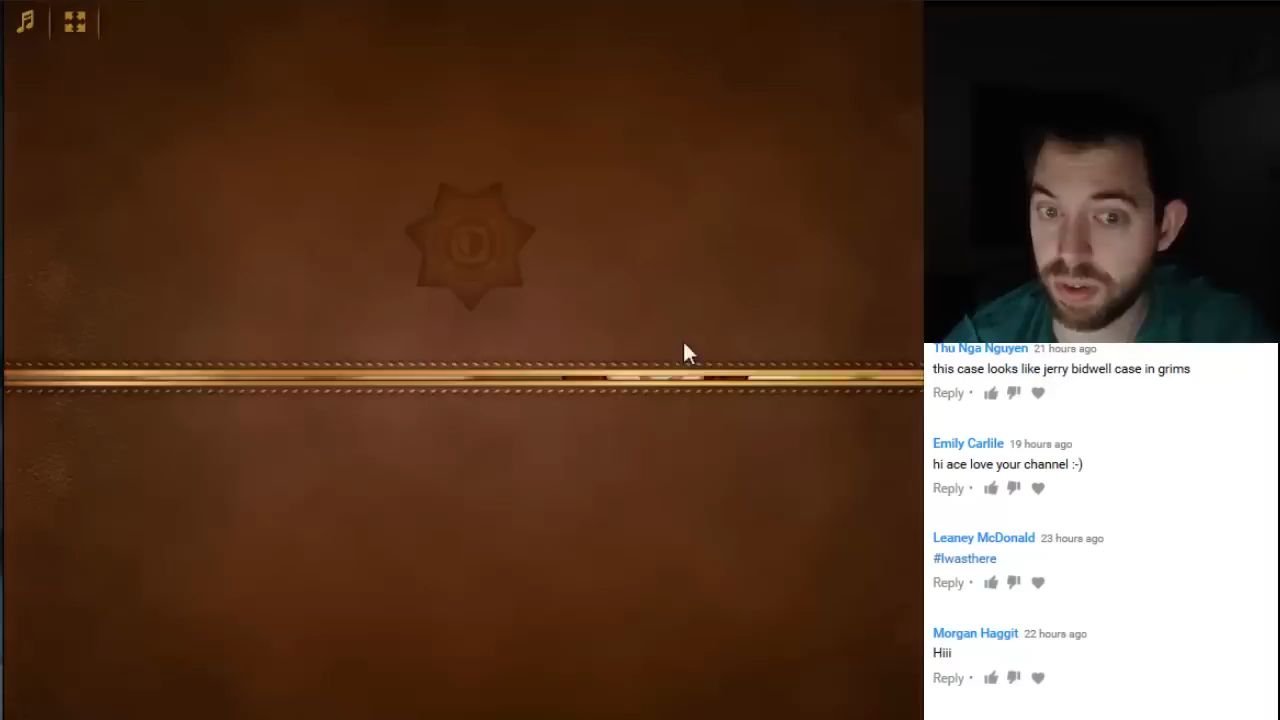 Thu Nga Nguyen 21 hours ago
this case looks like jerry bidwell case in grims
Reply •
Emily Carlile 19 hours ago
hi ace love your channel :-)
Reply •
Leaney McDonald 23 hours ago
#Iwasthere
Reply •
Morgan Haggit 22 hours ago
Hiii
Reply •